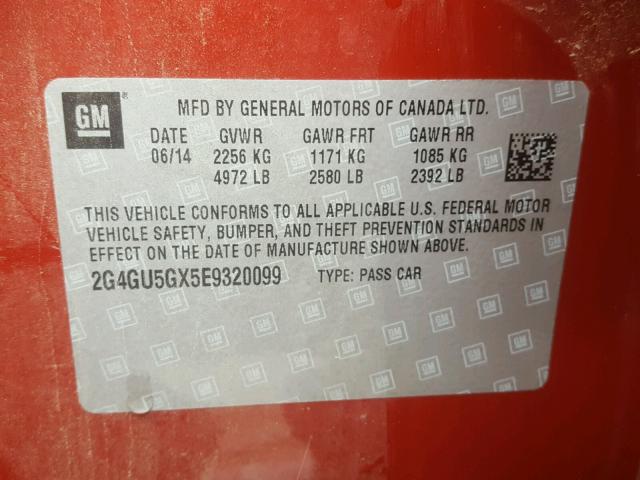 GM
MFD BY GENERAL MOTORS OF CANADA LTD.
DATE GVWR GAWR FRT GAWR RR
06/14 2256 KG 1171 KG 1085 KG
4972 LB 2580 LB 2392 LB
THIS VEHICLE CONFORMS TO ALL APPLICABLE U.S. FEDERAL MOTOR
VEHICLE SAFETY, BUMPER, AND THEFT PREVENTION STANDARDS IN
EFFECT ON THE DATE OF MANUFACTURE SHOWN ABOVE.
2G4GU5GX5E9320099 TYPE: PASS CAR